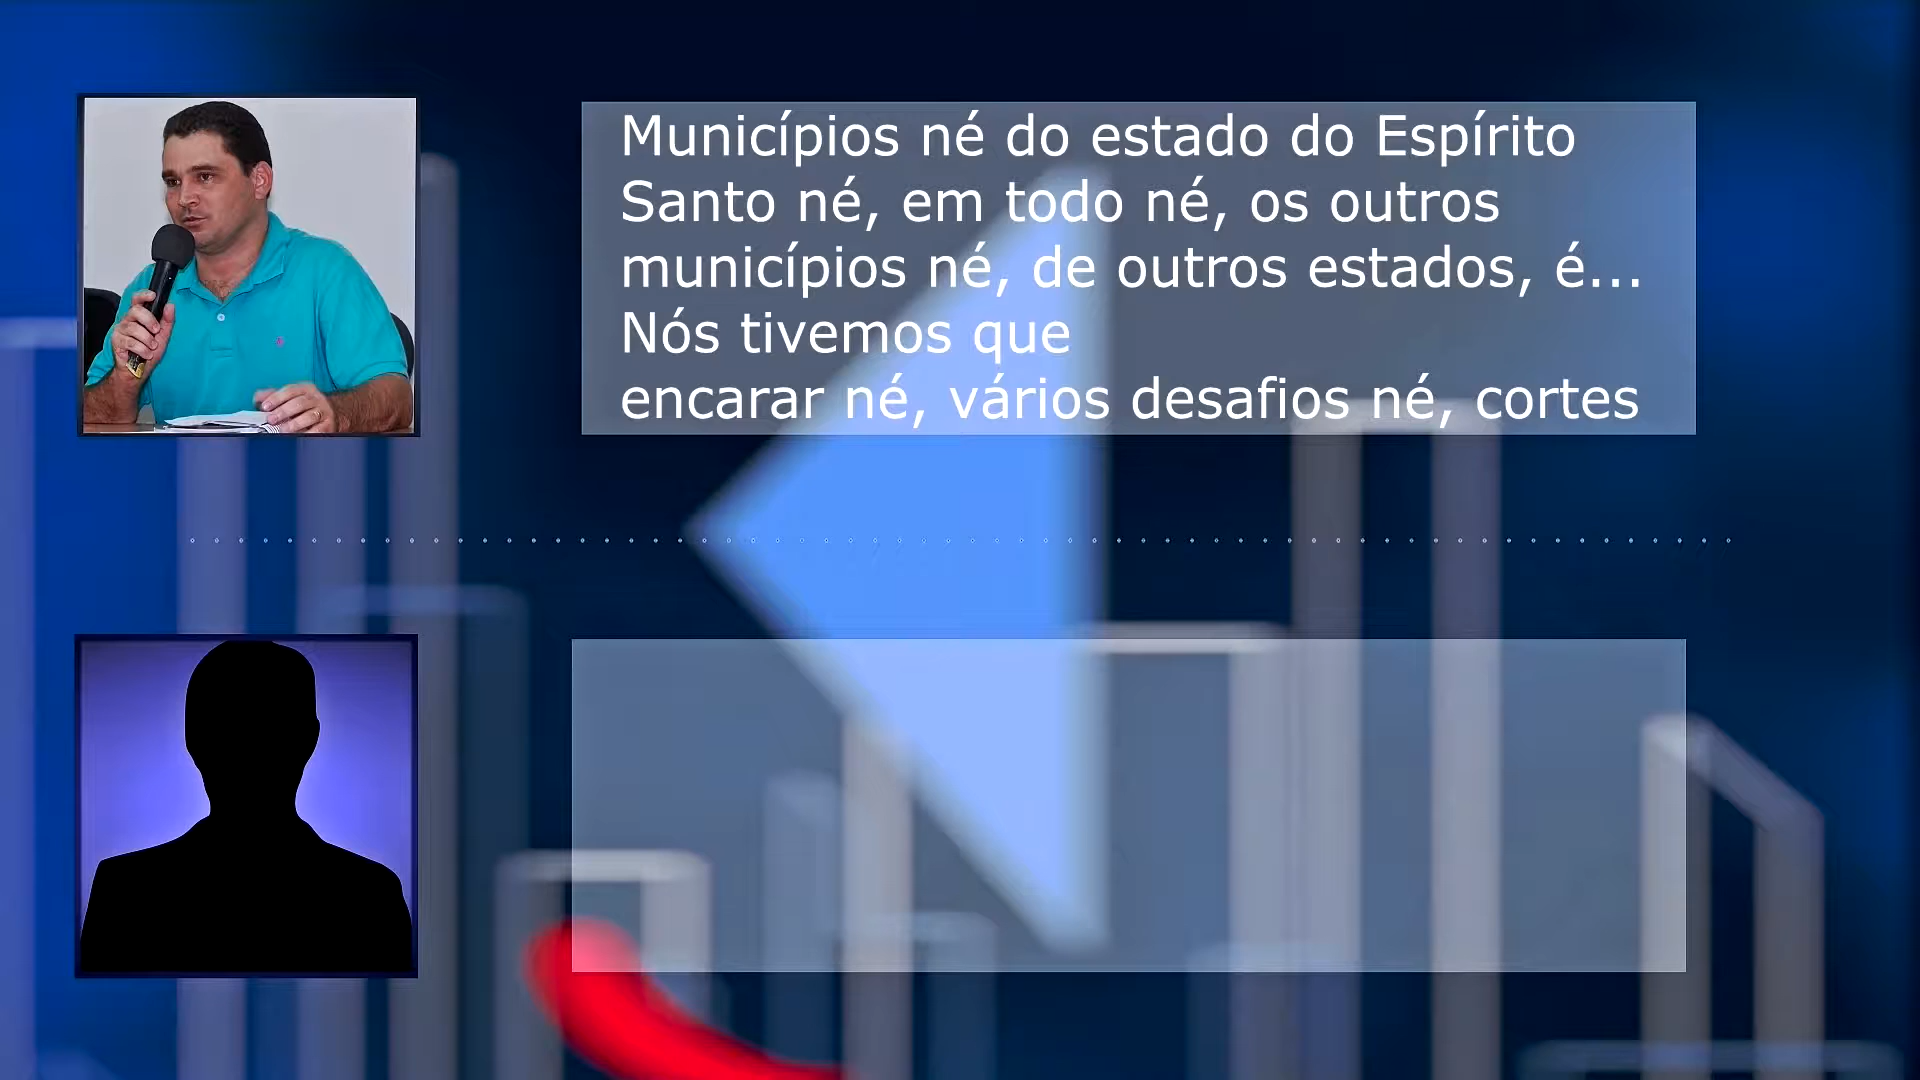 Municípios né do estado do Espírito
Santo né, em todo né, os outros
municípios né, de outros estados, é...
Nós tivemos que
encarar né, vários desafios né, cortes